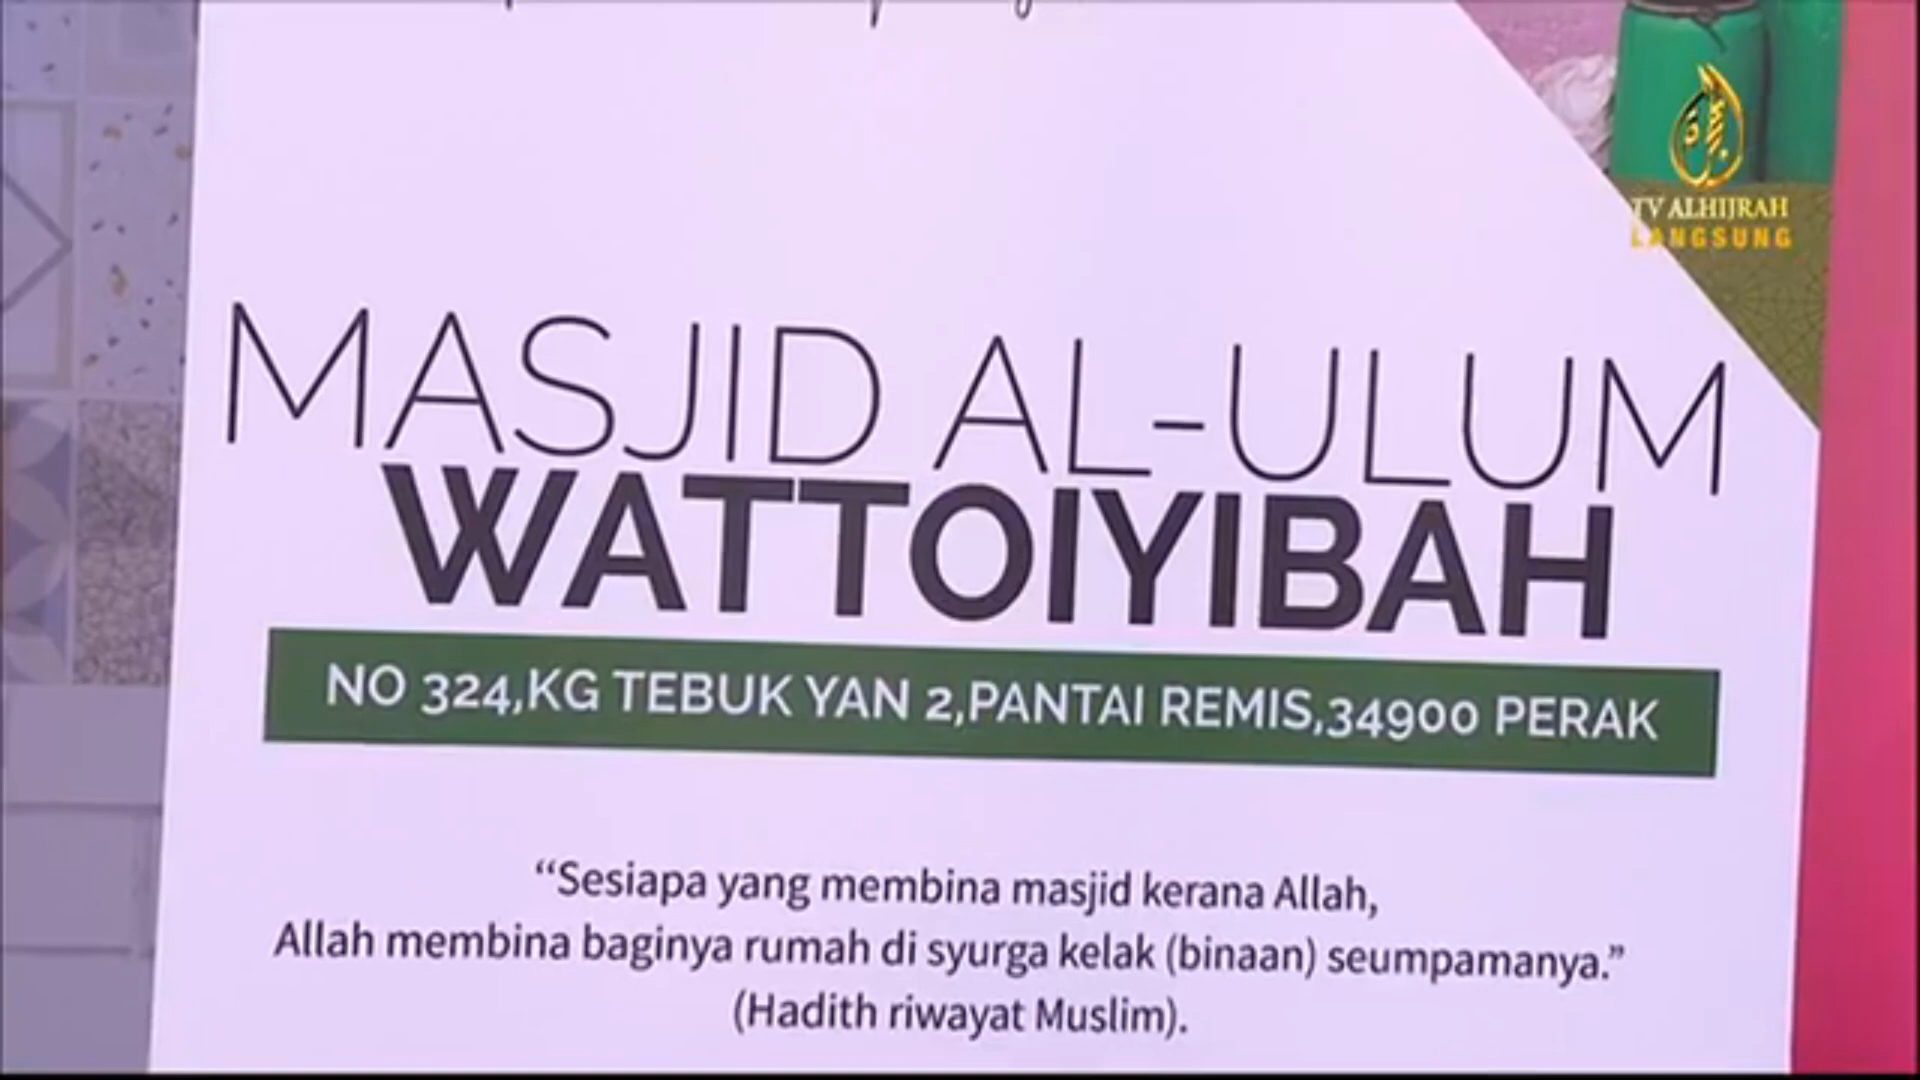 TV ALHIJRAH
LANGSUNG
MASJID AL-ULUM
WATTOIYIBAH
NO 324,KG TEBUK YAN 2,PANTAI REMIS,34900 PERAK
“Sesiapa yang membina masjid kerana Allah,
Allah membina baginya rumah di syurga kelak (binaan) seumpamanya.”
(Hadith riwayat Muslim).